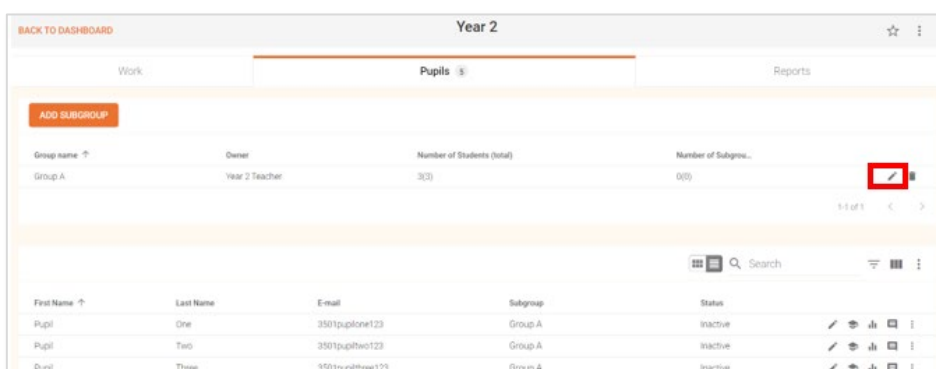 BACK TO DASHBOARD Year 2
Work Pupils 5 Reports
ADD SUBGROUP
Group name Owner Number of Students (total) Number of Subgrou...
Group A Year 2 Teacher 3(3) 0(0)
1-1 of 1
Search
First Name Last Name E-mail Subgroup Status
Pupil One 3501pupilone123 Group A Inactive
Pupil Two 3501pupiltwo123 Group A Inactive
Pupil Three 3501pupilthree123 Group A Inactive